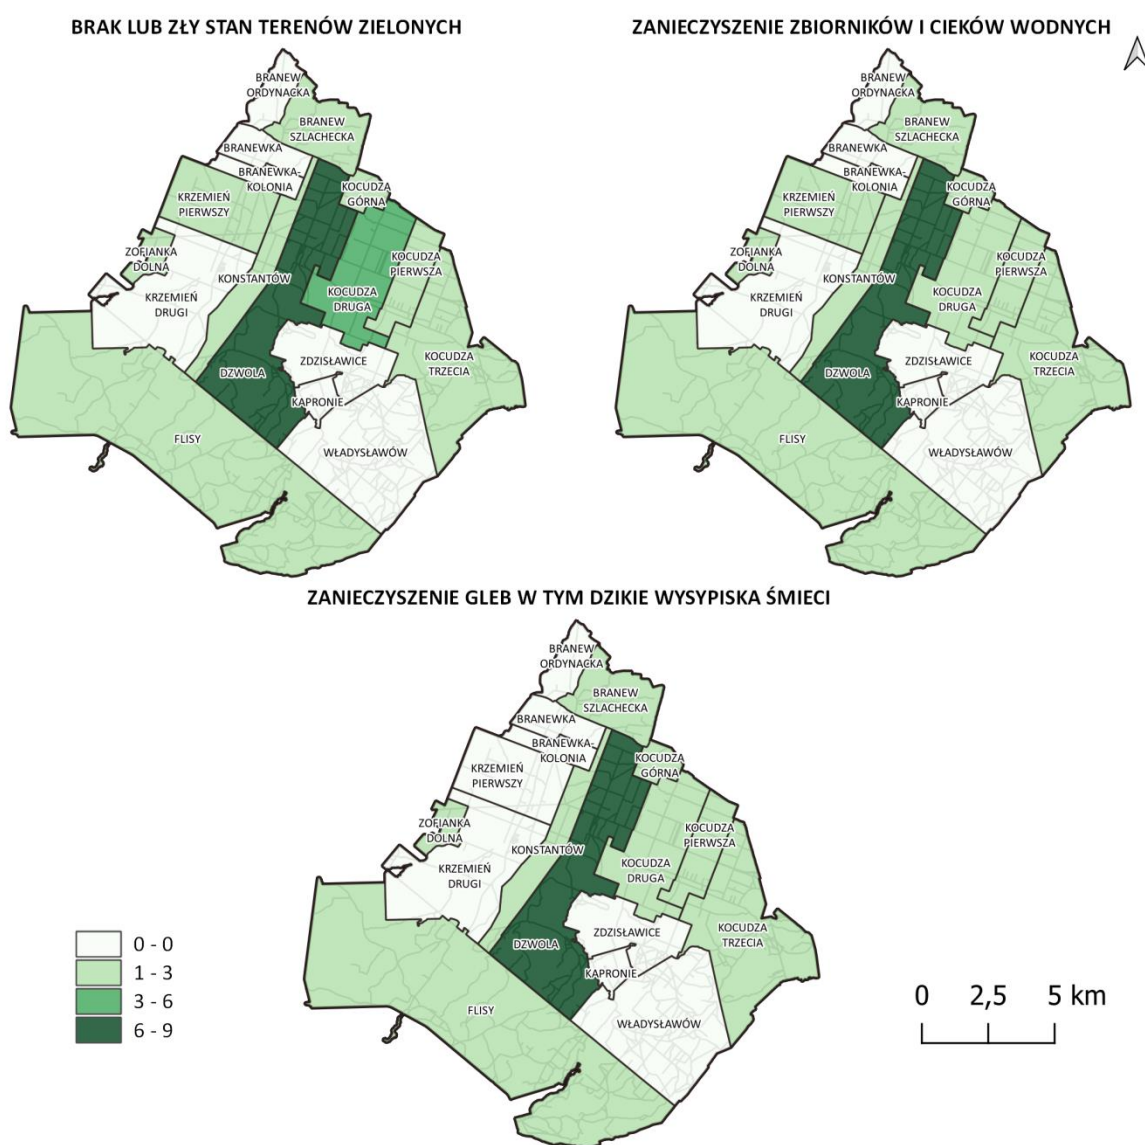 BRAK LUB ZŁY STAN TERENÓW ZIELONYCH
BRANEW
ORDYNACKA
BRANEW
SZLACHECKA
BRANEWKA
BRANEWKA-
KOLONIA
KOCUDZA
GÓRNA
KRZEMIEŃ
PIERWSZY
ZOFIANKA
DOLNA
KOCUDZA
PIERWSZA
KONSTANTÓW
KRZEMIEŃ
DRUGI
KOCUDZA
DRUGA
ZDZISŁAWICE
KOCUDZA
TRZECIA
DZWOLA
KAPRONIE
FLISY
WŁADYSŁAWÓW
ZANIECZYSZENIE ZBIORNIKÓW I CIEKÓW WODNYCH
BRANEW
ORDYNACKA
BRANEW
SZLACHECKA
BRANEWKA
BRANEWKA-
KOLONIA
KOCUDZA
GÓRNA
KRZEMIEŃ
PIERWSZY
ZOFIANKA
DOLNA
KOCUDZA
PIERWSZA
KONSTANTÓW
KRZEMIEŃ
DRUGI
KOCUDZA
DRUGA
ZDZISŁAWICE
KOCUDZA
TRZECIA
DZWOLA
KAPRONIE
FLISY
WŁADYSŁAWÓW
ZANIECZYSZENIE GLEB W TYM DZIKIE WYSYPISKA ŚMIECI
BRANEW
ORDYNACKA
BRANEW
SZLACHECKA
BRANEWKA
BRANEWKA-
KOLONIA
KOCUDZA
GÓRNA
KRZEMIEŃ
PIERWSZY
ZOFIANKA
DOLNA
KOCUDZA
PIERWSZA
KONSTANTÓW
KRZEMIEŃ
DRUGI
KOCUDZA
DRUGA
ZDZISŁAWICE
KOCUDZA
TRZECIA
DZWOLA
KAPRONIE
FLISY
WŁADYSŁAWÓW
0 - 0
1 - 3
3 - 6
6 - 9
0 2,5 5 km